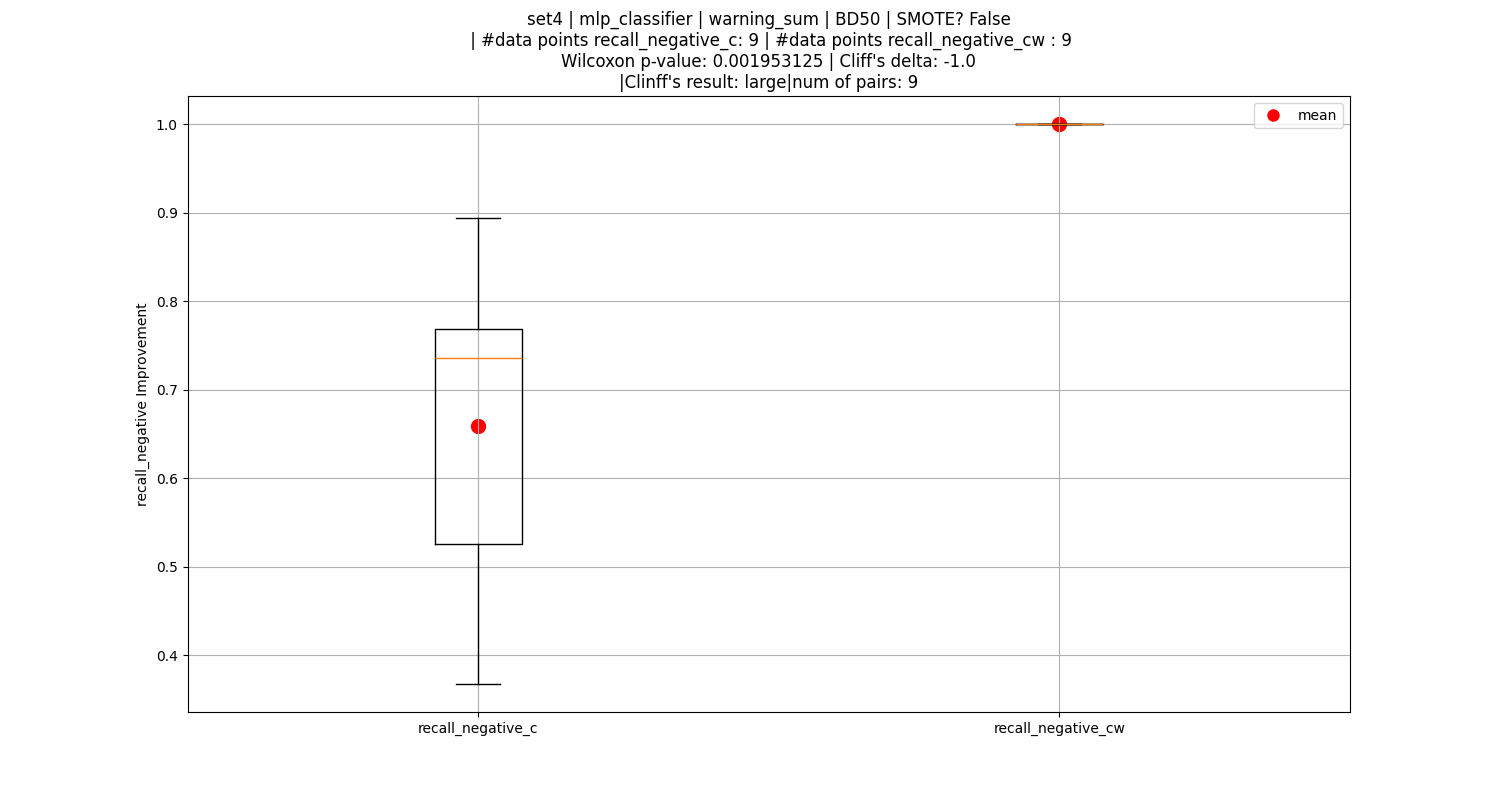 set4 | mlp_classifier | warning_sum | BD50 | SMOTE? False
| #data points recall_negative_c: 9 | #data points recall_negative_cw : 9
Wilcoxon p-value: 0.001953125 | Cliff's delta: -1.0
|Clinff's result: large|num of pairs: 9
mean
1.0
0.9
0.8
0.7
0.6
0.5
0.4
recall_negative Improvement
recall_negative_c
recall_negative_cw